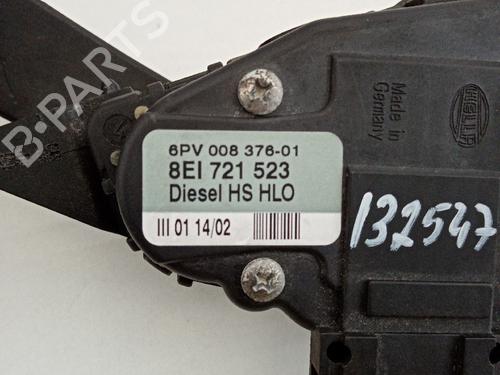 B-PARTS
HELLA
Made in
Germany
6PV 008 376-01
8EI 721 523
Diesel HS HLO
III 01 14/02
132547